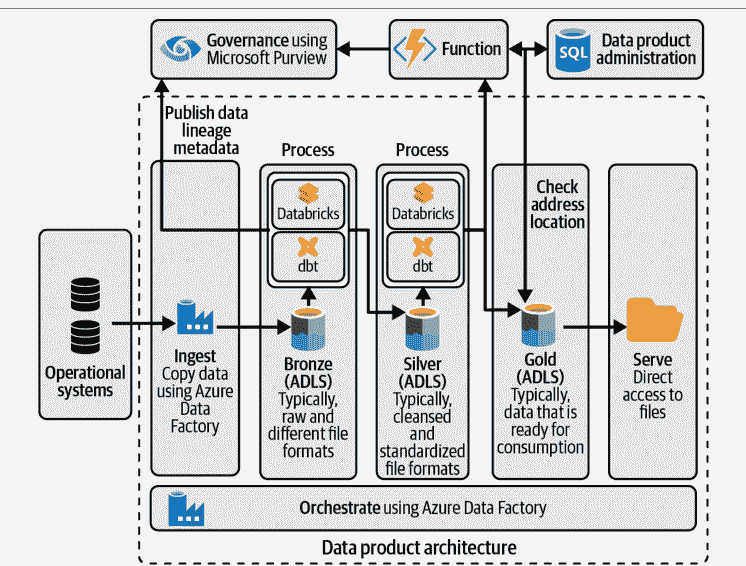 Governance using
Microsoft Purview
Function
SQL
Data product
administration
Publish data
lineage
metadata
Process
Process
Databricks
dbt
Databricks
dbt
Check
address
location
Operational
systems
Ingest
Copy data
using Azure
Data
Factory
Bronze
(ADLS)
Typically,
raw and
different file
formats
Silver
(ADLS)
Typically,
cleansed
and
standardized
file formats
Gold
(ADLS)
Typically,
data that is
ready for
consumption
Serve
Direct
access to
files
Orchestrate using Azure Data Factory
Data product architecture